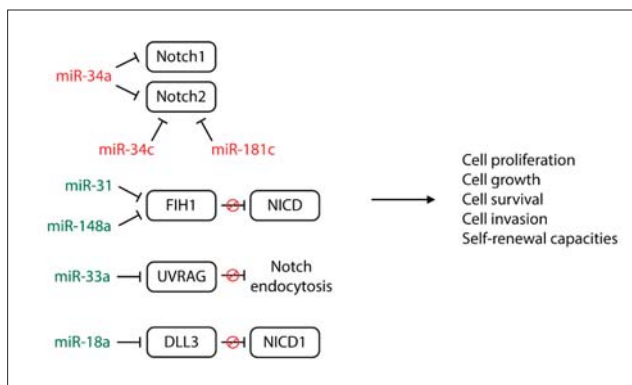 Notch1
miR-34a
Notch2
miR-34c
miR-181c
miR-31
FIH1
NICD
miR-148a
miR-33a
UVRAG
Notch
endocytosis
miR-18a
DLL3
NICD1
Cell proliferation
Cell growth
Cell survival
Cell invasion
Self-renewal capacities